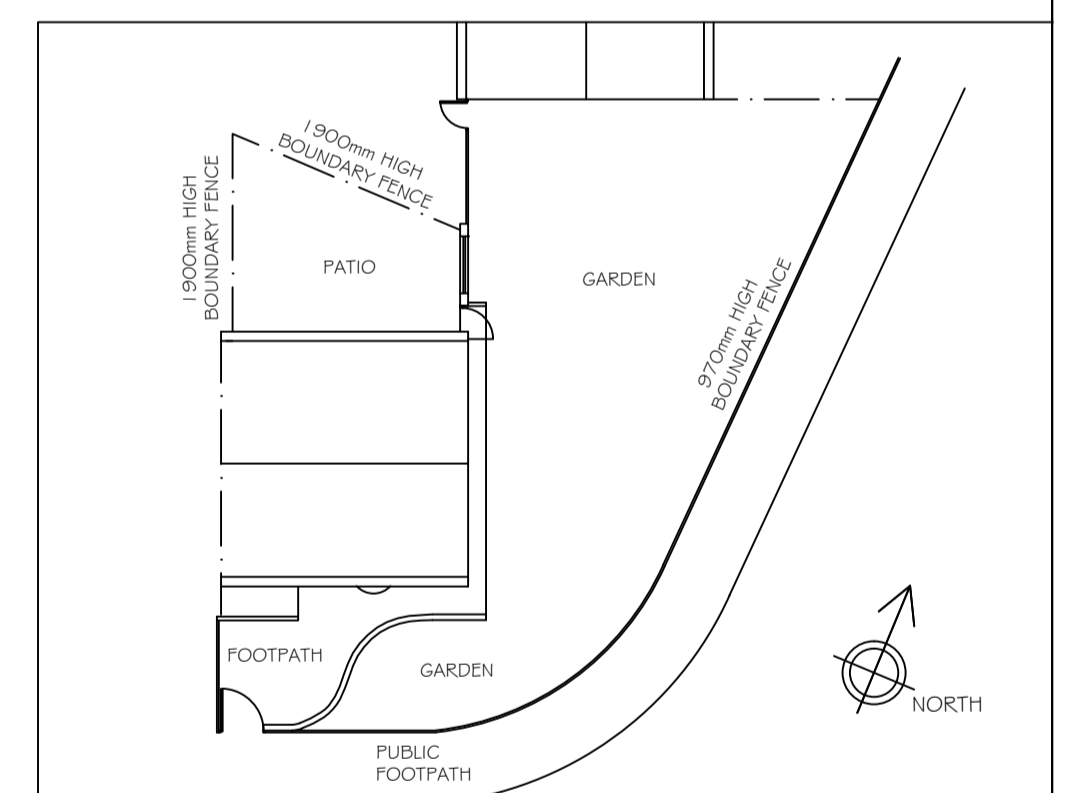 1900mm HIGH
BOUNDARY FENCE
1900mm HIGH
BOUNDARY FENCE
PATIO
GARDEN
970mm HIGH
BOUNDARY FENCE
FOOTPATH
GARDEN
NORTH
PUBLIC
FOOTPATH